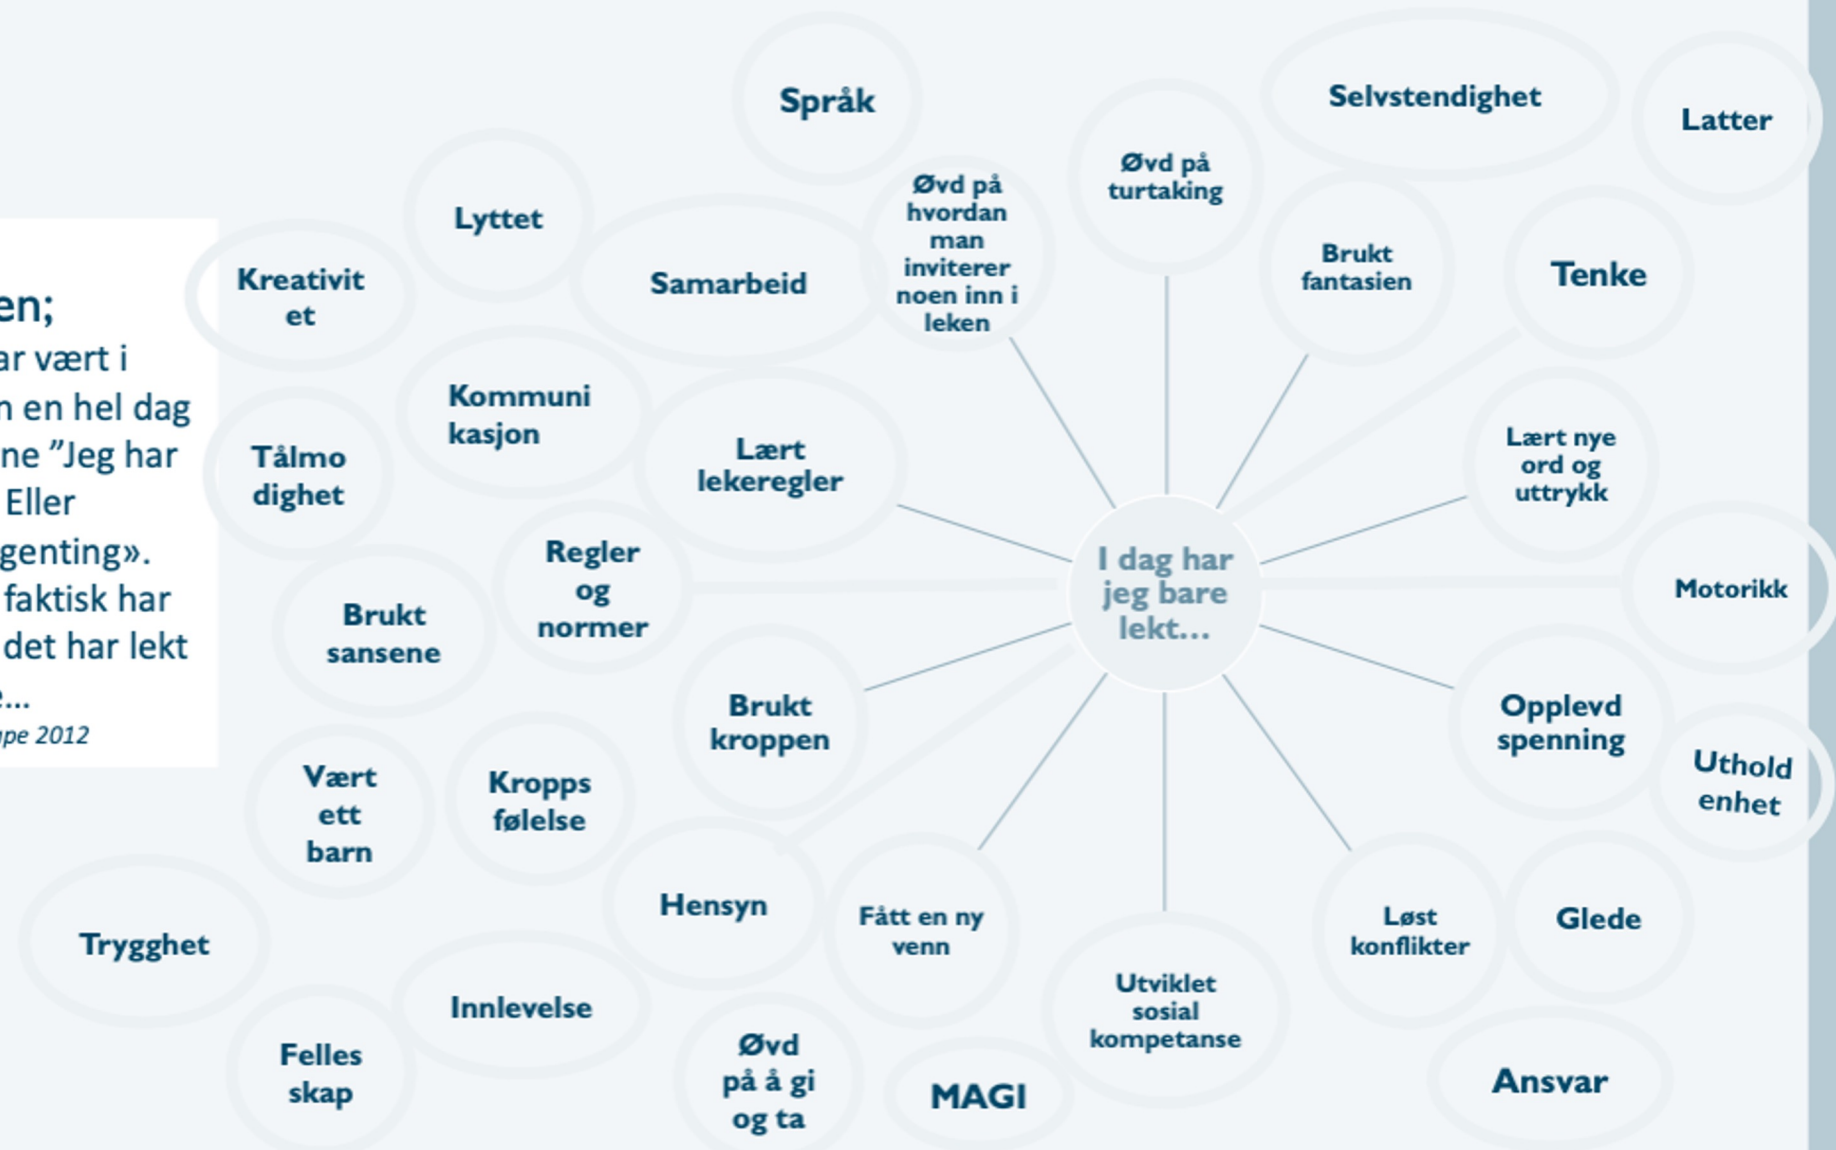 en;
ar vært i
n en hel dag
ne ”Jeg har
Eller
genting».
faktisk har
det har lekt
...
pe 2012
Språk
Selvstendighet
Latter
Lyttet
Øvd på
hvordan
man
inviterer
noen inn i
leken
Øvd på
turtaking
Brukt
fantasien
Tenke
Kreativit
et
Samarbeid
Kommuni
kasjon
Tålmo
dighet
Lært
lekeregler
Lært nye
ord og
uttrykk
Regler
og
normer
I dag har
jeg bare
lekt...
Motorikk
Brukt
sansene
Brukt
kroppen
Opplevd
spenning
Uthold
enhet
Vært
ett
barn
Kropps
følelse
Hensyn
Fått en ny
venn
Løst
konflikter
Glede
Trygghet
Innlevelse
Utviklet
sosial
kompetanse
Felles
skap
Øvd
på å gi
og ta
MAGI
Ansvar